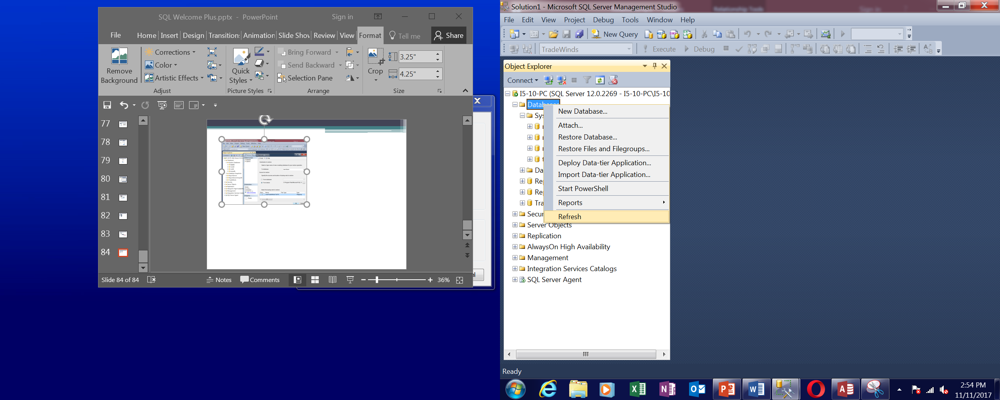 SQL Welcome Plus.pptx - PowerPoint
Sign in
File
Home
Insert
Design
Transition
Animation
Slide Sho
Review
View
Format
Tell me
Share
Remove
Background
Corrections
Color
Artistic Effects
Adjust
Quick
Styles
Picture Styles
Bring Forward
Send Backward
Selection Pane
Arrange
Crop
3.25"
4.25"
Size
77
78
79
80
81
82
83
84
Slide 84 of 84
Notes
Comments
36%
Solution1 - Microsoft SQL Server Management Studio
File Edit View Project Debug Tools Window Help
New Query
TradeWinds
Execute
Debug
Object Explorer
Connect
I5-10-PC (SQL Server 12.0.2269 - I5-10-PC\I5-10
Databases
Sys
Da
Re
Re
Tra
Secur
Server Objects
Replication
AlwaysOn High Availability
Management
Integration Services Catalogs
SQL Server Agent
New Database...
Attach...
Restore Database...
Restore Files and Filegroups...
Deploy Data-tier Application...
Import Data-tier Application...
Start PowerShell
Reports
Refresh
Ready
2:54 PM
11/11/2017